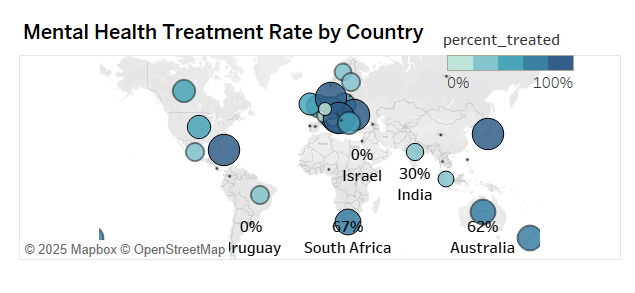 Mental Health Treatment Rate by Country
percent_treated
0% 100%
0%
Israel
30%
India
0%
Uruguay
67%
South Africa
62%
Australia
© 2025 Mapbox © OpenStreetMap